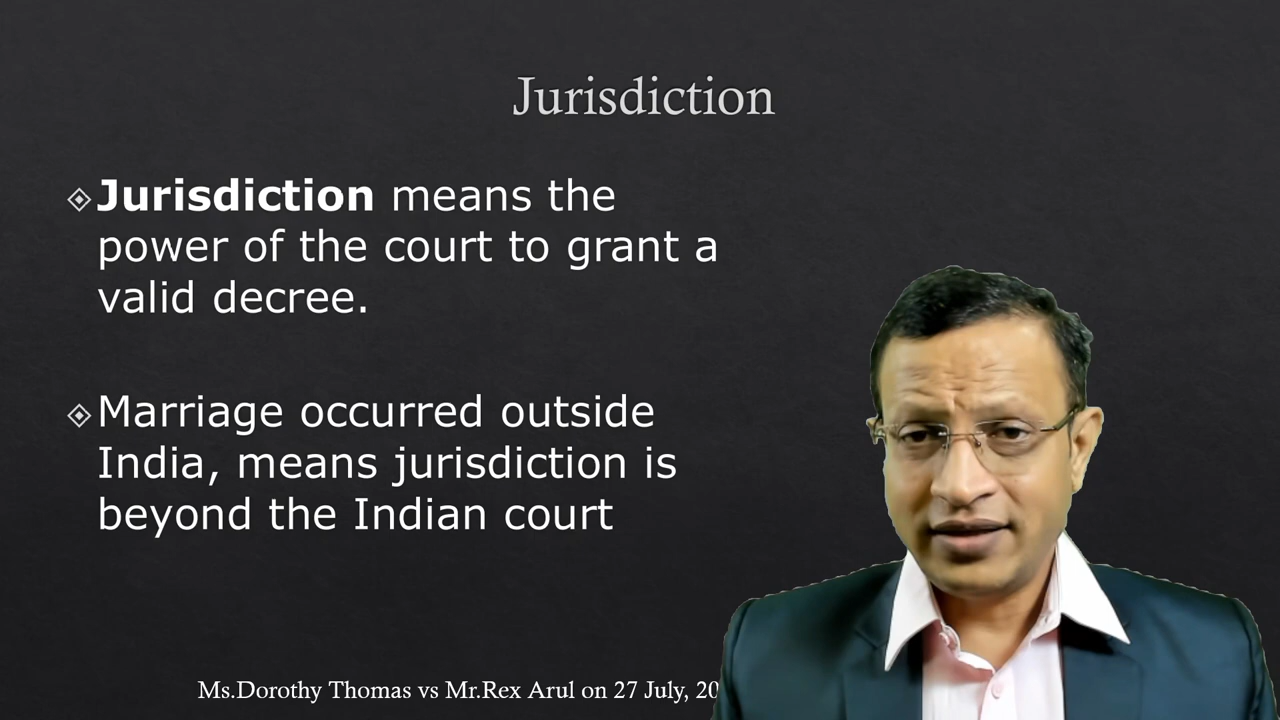 Jurisdiction
Jurisdiction means the
power of the court to grant a
valid decree.
Marriage occurred outside
India, means jurisdiction is
beyond the Indian court
Ms.Dorothy Thomas vs Mr.Rex Arul on 27 July,